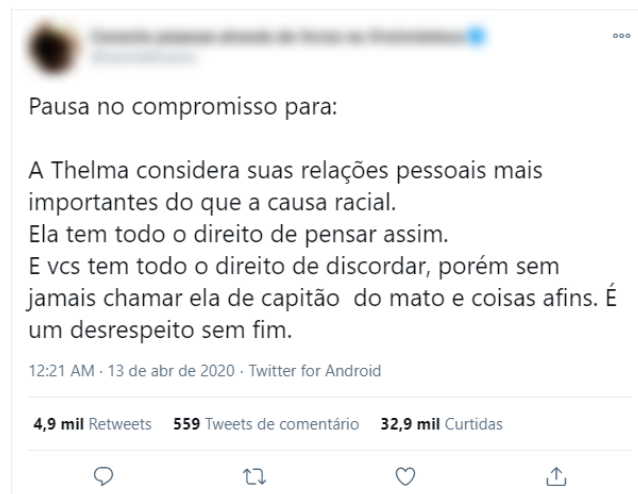 Pausa no compromisso para:
A Thelma considera suas relações pessoais mais
importantes do que a causa racial.
Ela tem todo o direito de pensar assim.
E vcs tem todo o direito de discordar, porém sem
jamais chamar ela de capitão do mato e coisas afins. É
um desrespeito sem fim.
12:21 AM · 13 de abr de 2020 · Twitter for Android
4,9 mil Retweets 559 Tweets de comentário 32,9 mil Curtidas